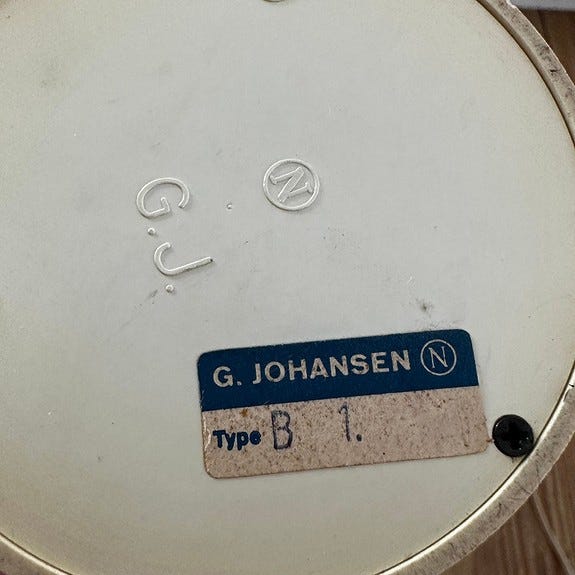 G.J.
N
G. JOHANSEN N
Type B 1.